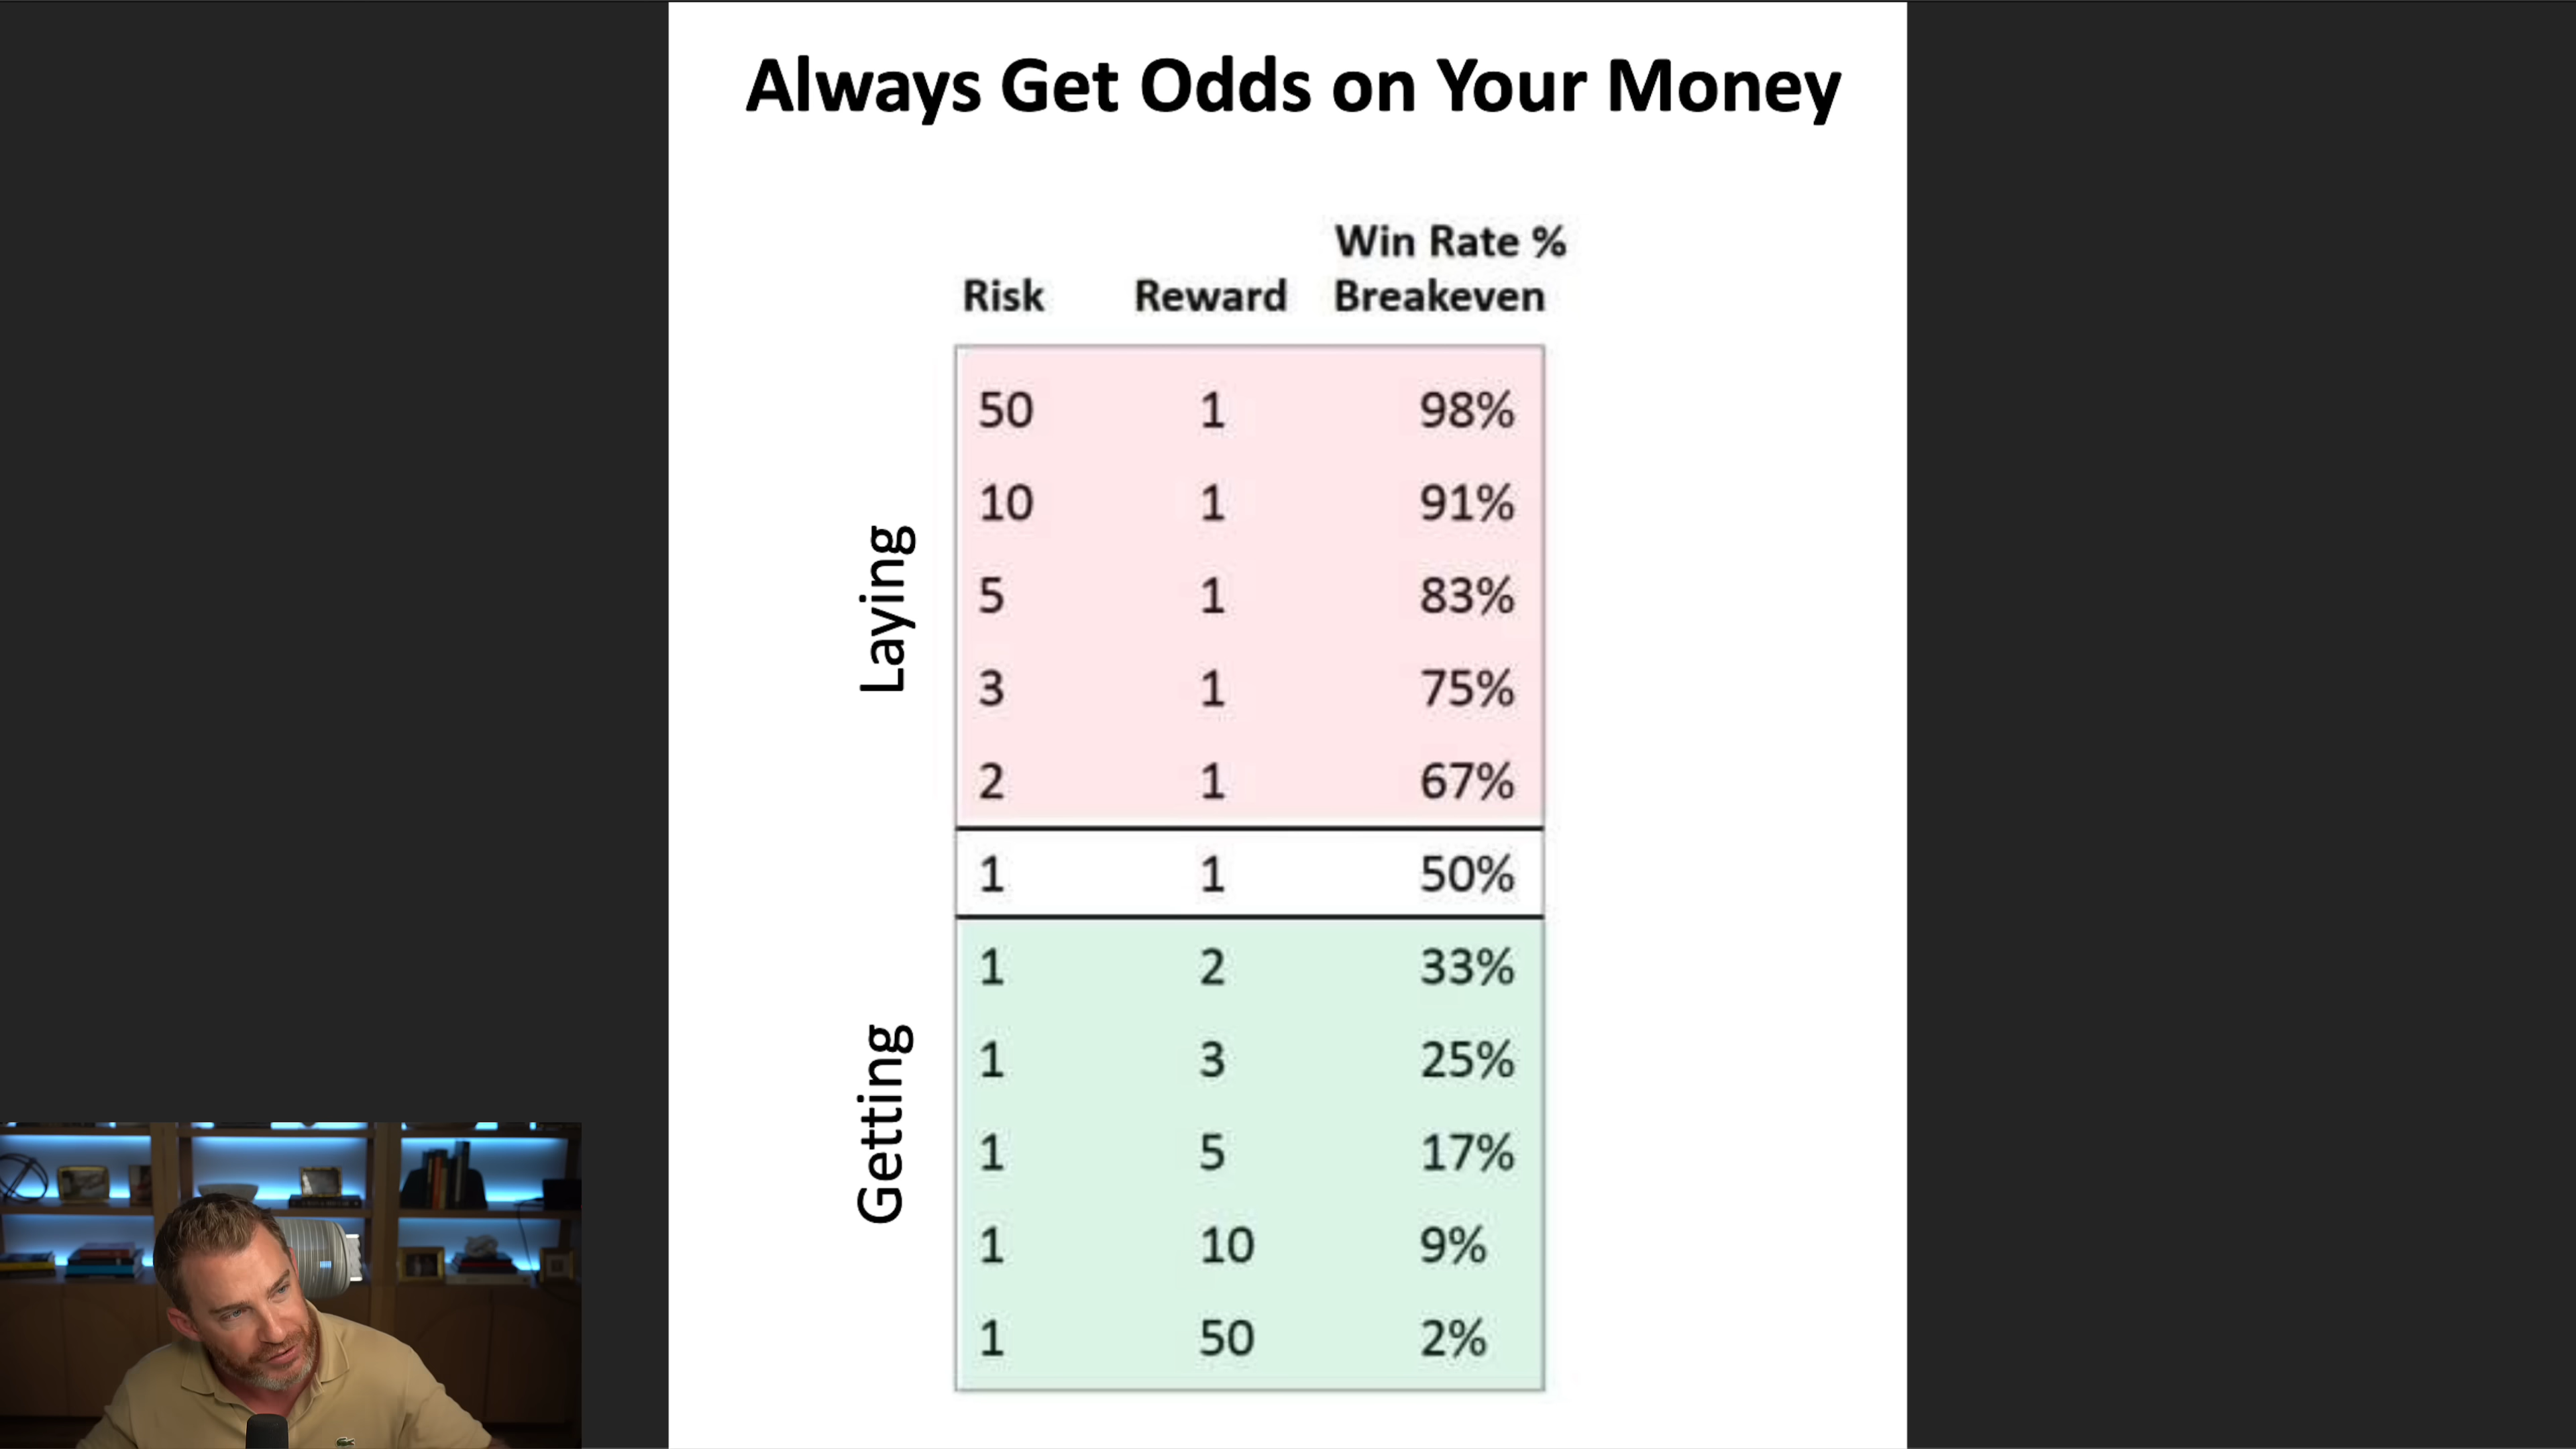 Always Get Odds on Your Money
Win Rate %
Risk Reward Breakeven
Laying
50 1 98%
10 1 91%
5 1 83%
3 1 75%
2 1 67%
1 1 50%
Getting
1 2 33%
1 3 25%
1 5 17%
1 10 9%
1 50 2%